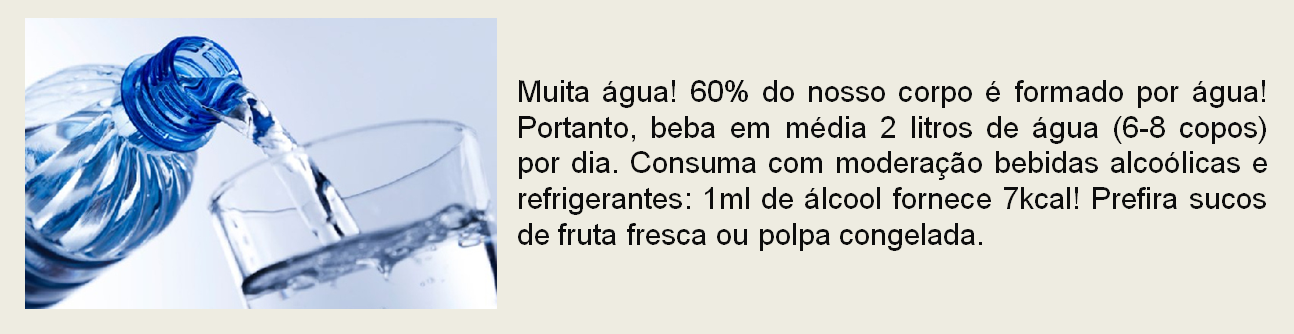 Muita água! 60% do nosso corpo é formado por água!
Portanto, beba em média 2 litros de água (6-8 copos)
por dia. Consuma com moderação bebidas alcoólicas e
refrigerantes: 1ml de álcool fornece 7kcal! Prefira sucos
de fruta fresca ou polpa congelada.